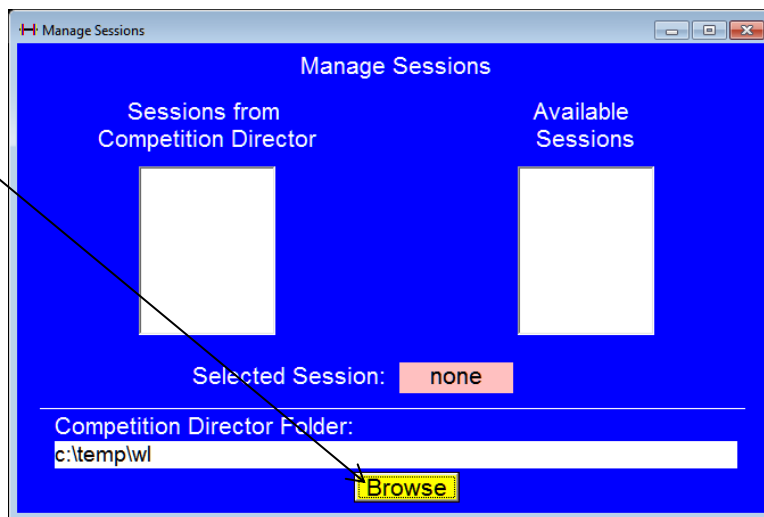 Manage Sessions
Manage Sessions
Sessions from
Competition Director
Available
Sessions
Selected Session: none
Competition Director Folder:
c:\temp\wl
Browse